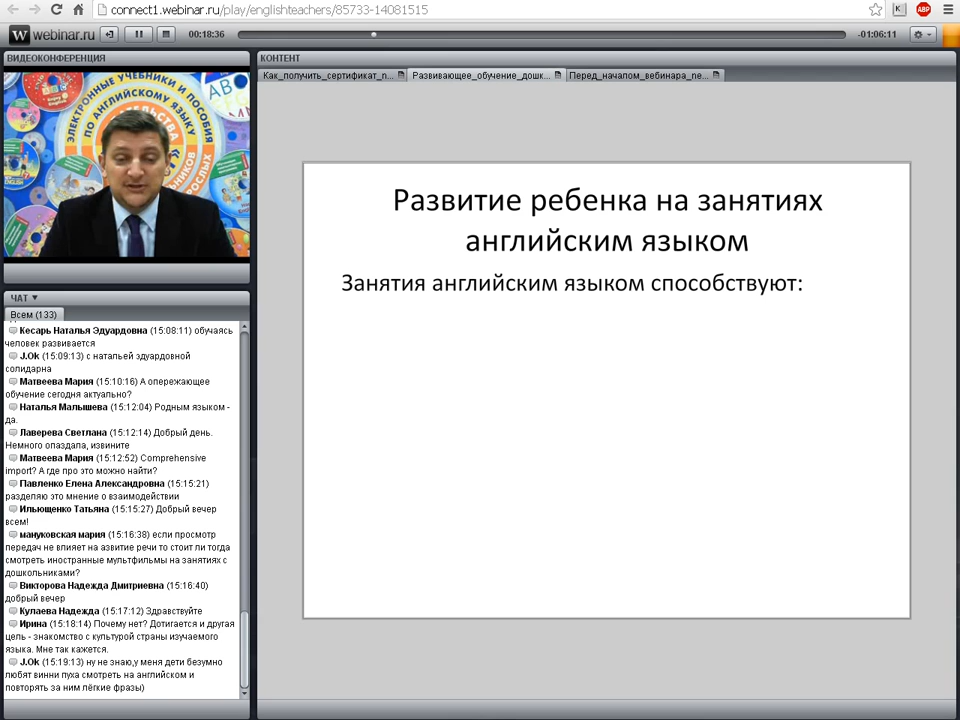 connect1.webinar.ru/play/englishteachers/85733-14081515
webinar.ru
00:18:36
-01:06:11
ВИДЕОКОНФЕРЕНЦИЯ
ЭЛЕКТРОННЫЕ УЧЕБНИКИ И ПОСОБИЯ
ПО АНГЛИЙСКОМУ ЯЗЫКУ
ЧАТ
Всем (133)
Кесарь Наталья Эдуардовна (15:08:11) обучаясь
человек развивается
J.Ok (15:09:13) с натальей эдуардовной
солидарна
Матвеева Мария (15:10:16) А опережающее
обучение сегодня актуально?
Наталья Малышева (15:12:04) Родным языком -
да.
Лаверева Светлана (15:12:14) Добрый день.
Немного опаздала, извините
Матвеева Мария (15:12:52) Comprehensive
import? А где про это можно найти?
Павленко Елена Александровна (15:15:21)
разделяю это мнение о взаимодействии
Ильющенко Татьяна (15:15:27) Добрый вечер
всем!
мануковская мария (15:16:38) если просмотр
передач не влияет на азвитие речи то стоит ли тогда
смотреть иностранные мультфильмы на занятиях с
дошкольниками?
Викторова Надежда Дмитриевна (15:16:40)
добрый вечер
Кулаева Надежда (15:17:12) Здравствуйте
Ирина (15:18:14) Почему нет? Дотигается и другая
цель - знакомство с культурой страны изучаемого
языка. Мне так кажется.
J.Ok (15:19:13) ну не знаю,у меня дети безумно
любят винни пуха смотреть на английском и
повторять за ним лёгкие фразы)
КОНТЕНТ
Как_получить_сертификат_п...
Развивающее_обучение_дошк...
Перед_началом_вебинара_пе...
Развитие ребенка на занятиях
английским языком
Занятия английским языком способствуют: